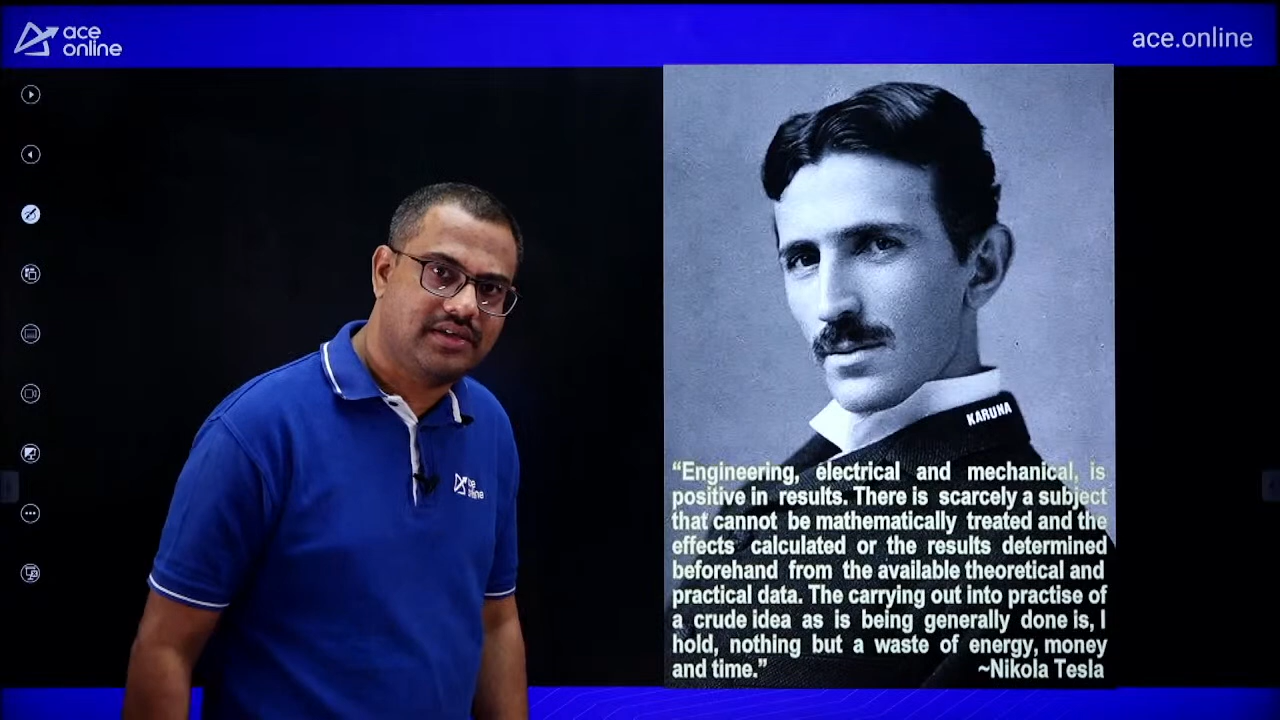 ace
online
ace.online
ace
online
KARUNA
“Engineering, electrical and mechanical, is
positive in results. There is scarcely a subject
that cannot be mathematically treated and the
effects calculated or the results determined
beforehand from the available theoretical and
practical data. The carrying out into practise of
a crude idea as is being generally done is, I
hold, nothing but a waste of energy, money
and time.” ~Nikola Tesla